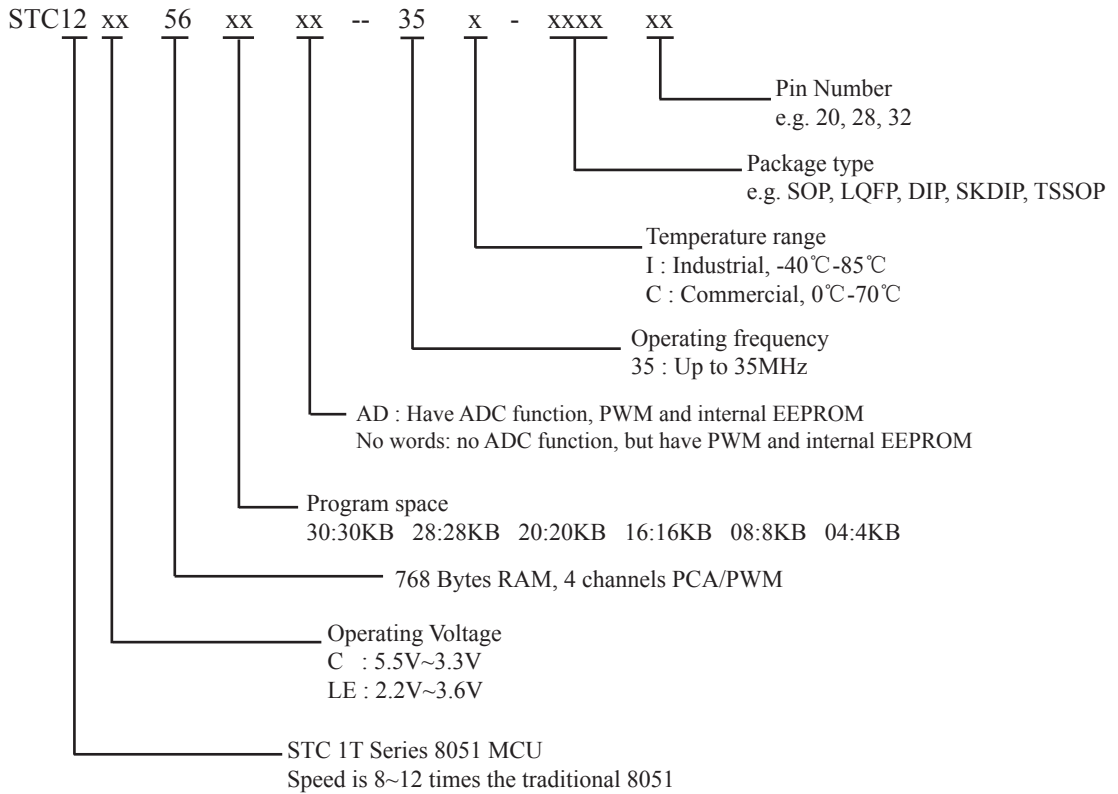 STC12 xx 56 xx xx -- 35 x - xxxx xx
Pin Number
e.g. 20, 28, 32
Package type
e.g. SOP, LQFP, DIP, SKDIP, TSSOP
Temperature range
I : Industrial, -40℃-85℃
C : Commercial, 0℃-70℃
Operating frequency
35 : Up to 35MHz
AD : Have ADC function, PWM and internal EEPROM
No words: no ADC function, but have PWM and internal EEPROM
Program space
30:30KB 28:28KB 20:20KB 16:16KB 08:8KB 04:4KB
768 Bytes RAM, 4 channels PCA/PWM
Operating Voltage
C : 5.5V~3.3V
LE : 2.2V~3.6V
STC 1T Series 8051 MCU
Speed is 8~12 times the traditional 8051